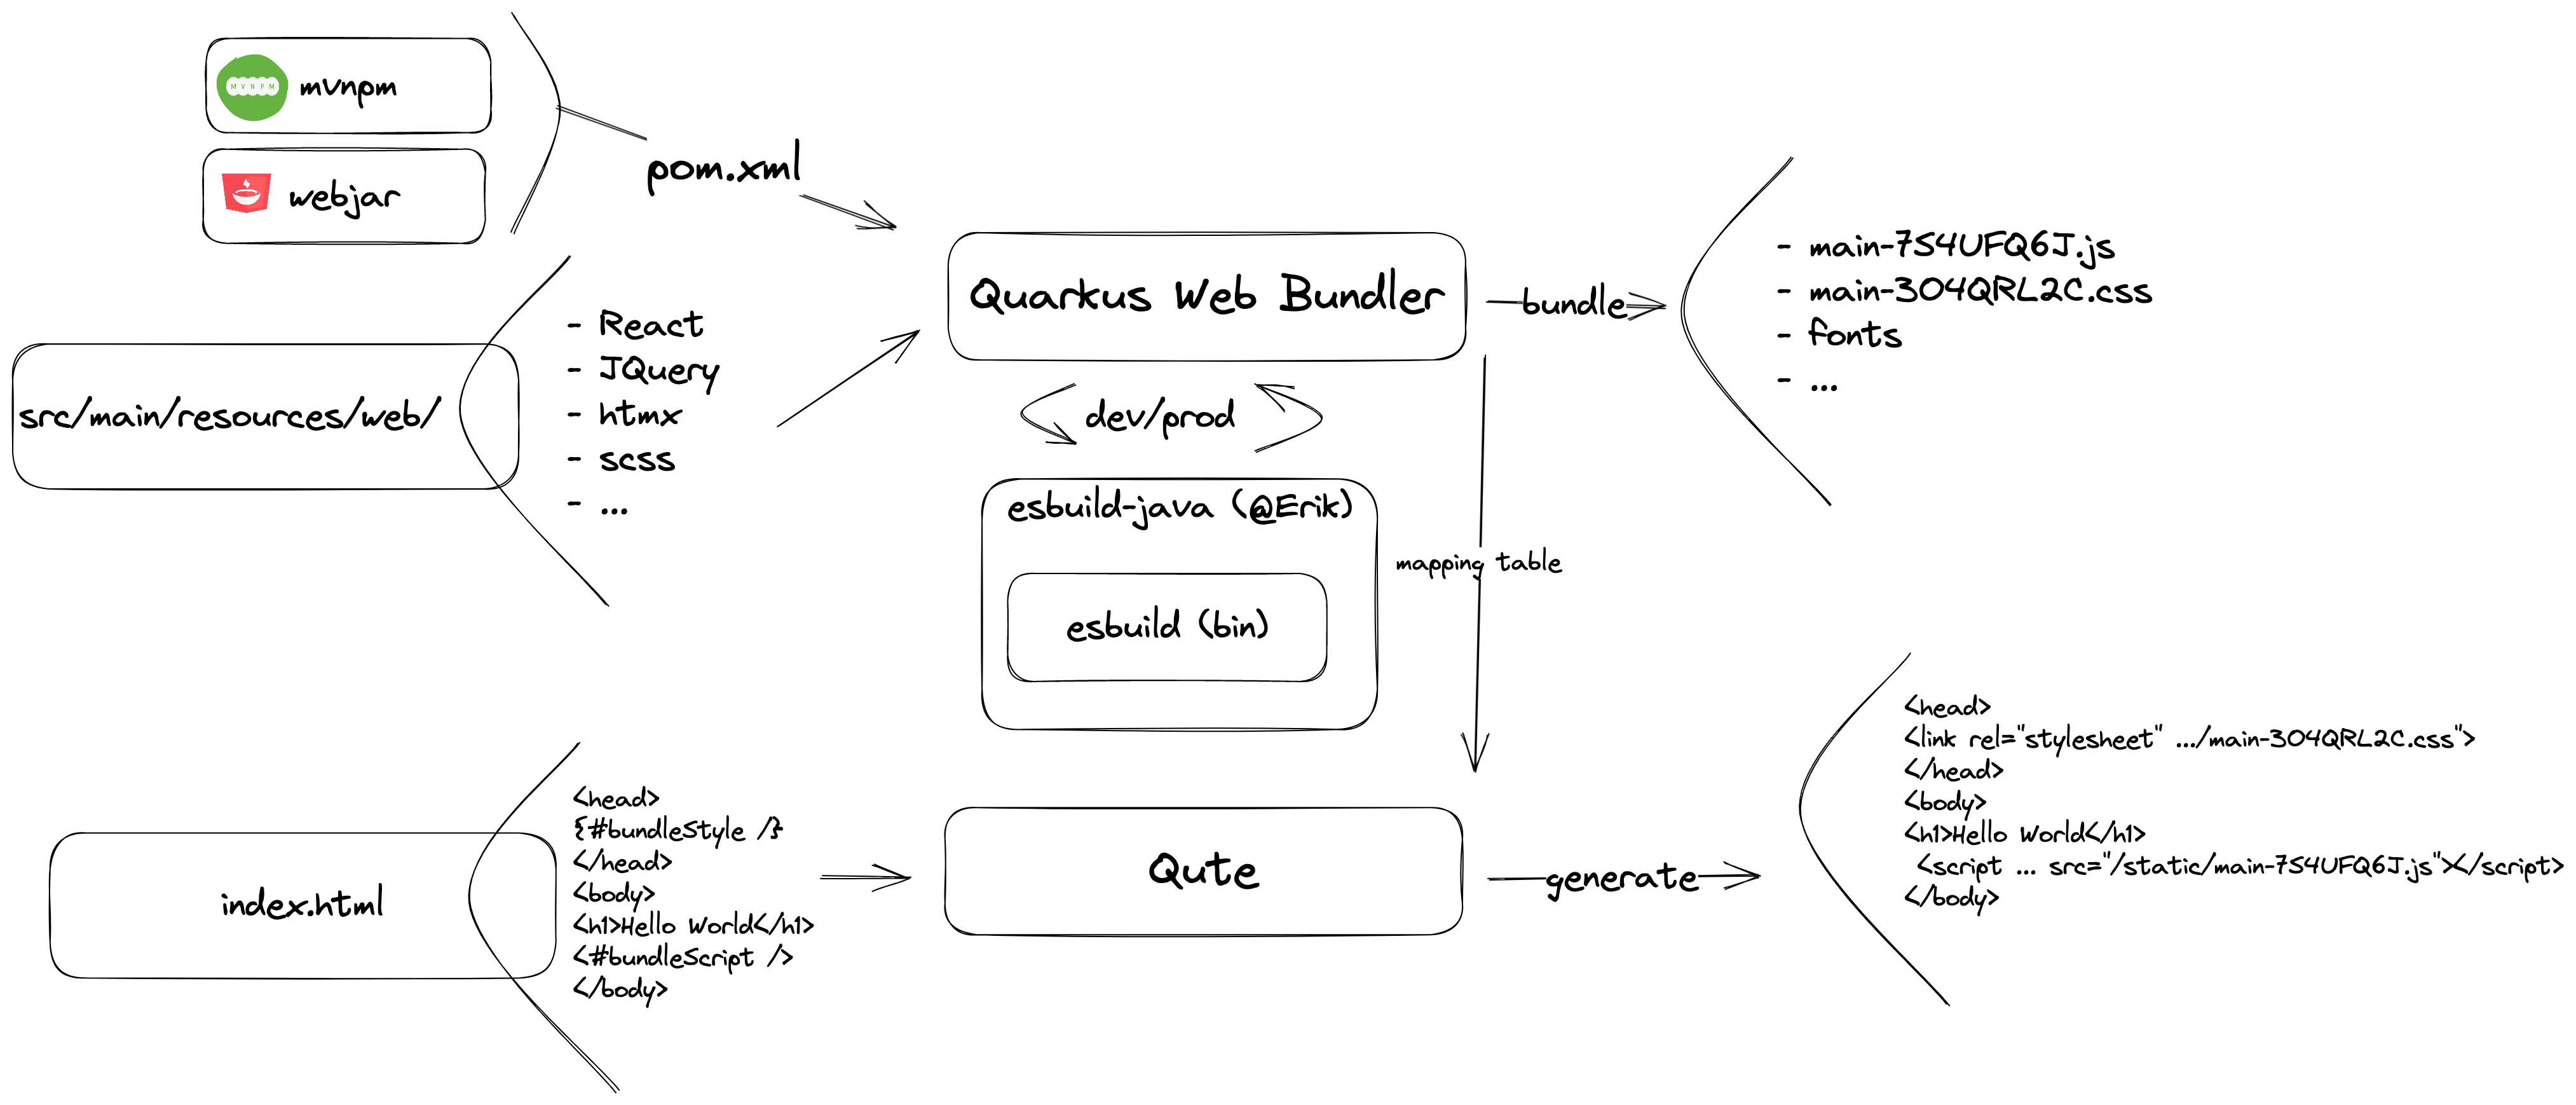 MVNPM
mvnpm
webjar
pom.xml
src/main/resources/web/
- React
- JQuery
- htmx
- scss
- ...
Quarkus Web Bundler
bundle
- main-7S4UFQ6J.js
- main-3O4QRL2C.css
- fonts
- ...
dev/prod
esbuild-java (@Erik)
esbuild (bin)
mapping table
index.html
<head>
{#bundleStyle /}
</head>
<body>
<h1>Hello World</h1>
<#bundleScript />
</body>
Qute
generate
<head>
<link rel="stylesheet" .../main-3O4QRL2C.css">
</head>
<body>
<h1>Hello World</h1>
<script ... src="/static/main-7S4UFQ6J.js"></script>
</body>